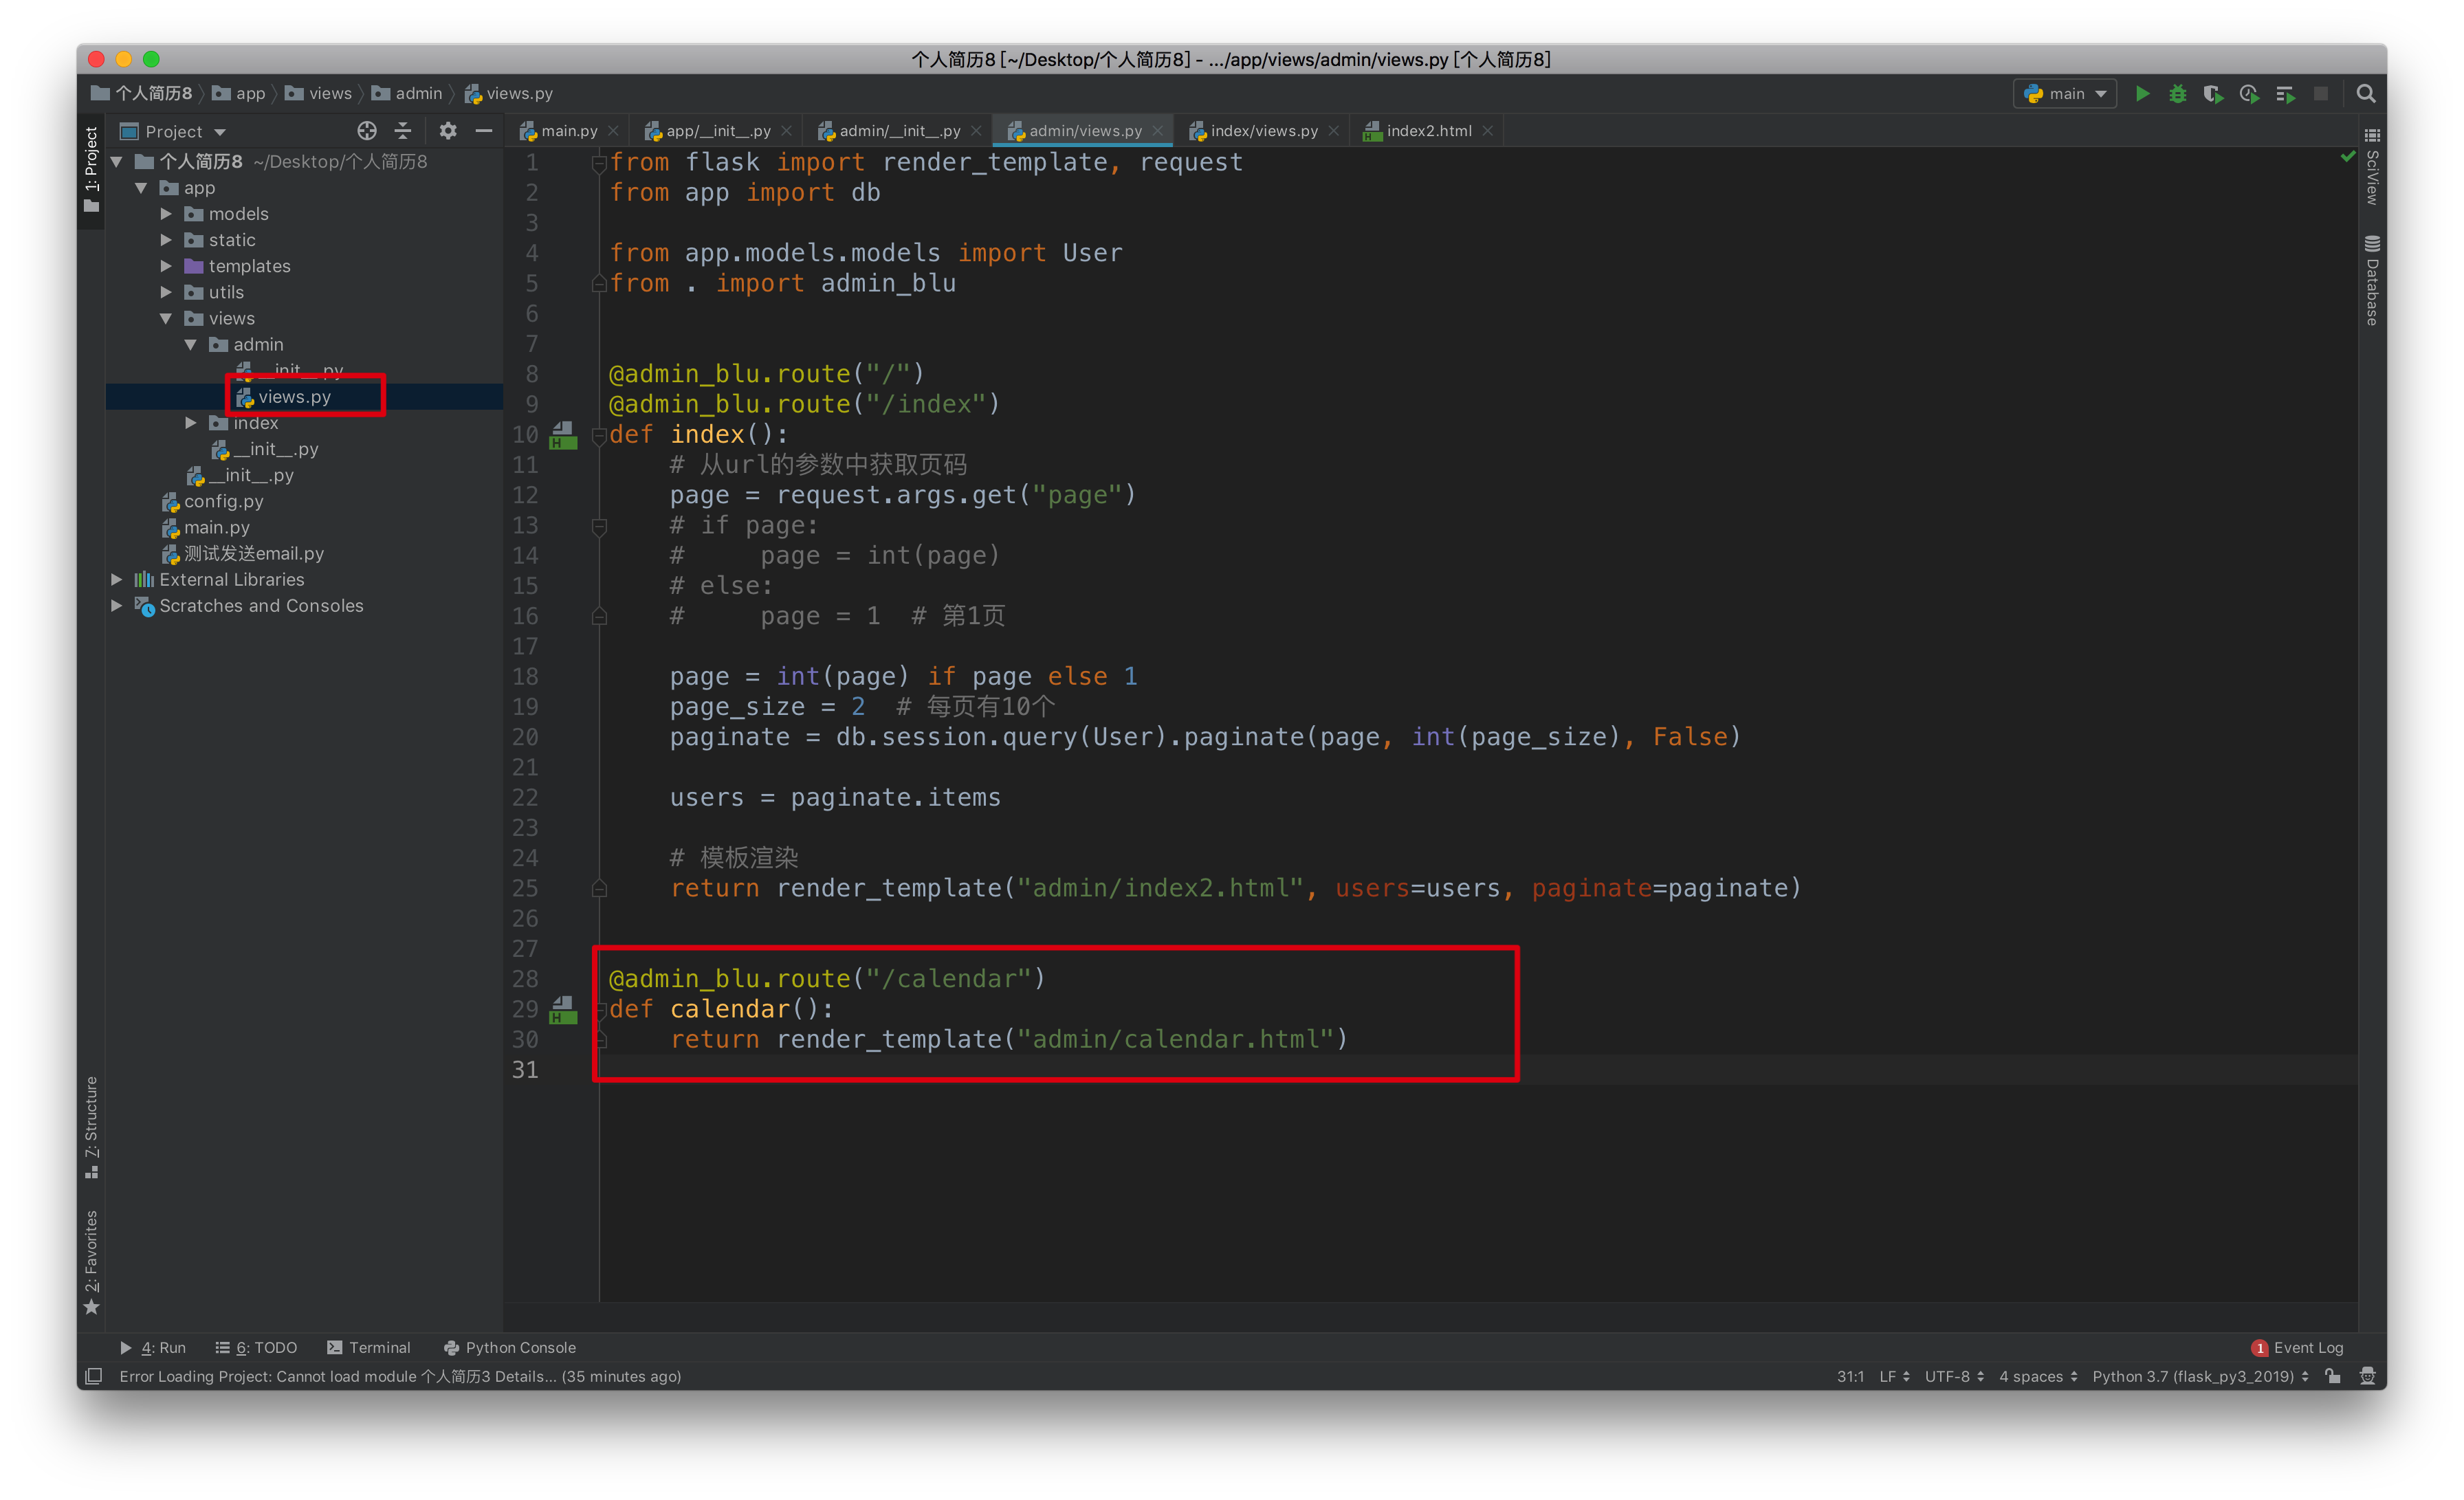 个人简历8 [~/Desktop/个人简历8] - .../app/views/admin/views.py [个人简历8]
个人简历8 app views admin views.py main
Project main.py app/__init__.py admin/__init__.py admin/views.py index/views.py index2.html
1: Project
个人简历8 ~/Desktop/个人简历8
app
models
static
templates
utils
views
admin
__init__.py
views.py
index
__init__.py
__init__.py
config.py
main.py
测试发送email.py
External Libraries
Scratches and Consoles
7: Structure
2: Favorites
1 from flask import render_template, request
2 from app import db
3
4 from app.models.models import User
5 from . import admin_blu
6
7
8 @admin_blu.route("/")
9 @admin_blu.route("/index")
10 def index():
11 # 从url的参数中获取页码
12 page = request.args.get("page")
13 # if page:
14 #     page = int(page)
15 # else:
16 #     page = 1  # 第1页
17
18 page = int(page) if page else 1
19 page_size = 2  # 每页有10个
20 paginate = db.session.query(User).paginate(page, int(page_size), False)
21
22 users = paginate.items
23
24 # 模板渲染
25 return render_template("admin/index2.html", users=users, paginate=paginate)
26
27
28 @admin_blu.route("/calendar")
29 def calendar():
30 return render_template("admin/calendar.html")
31
SciView
Database
4: Run 6: TODO Terminal Python Console 1 Event Log
Error Loading Project: Cannot load module 个人简历3 Details... (35 minutes ago) 31:1 LF UTF-8 4 spaces Python 3.7 (flask_py3_2019)